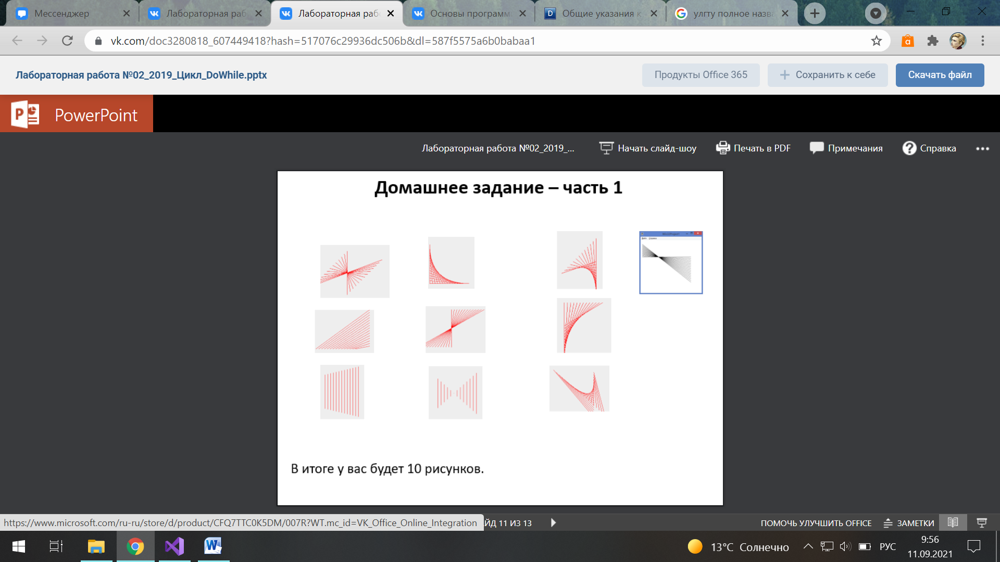 Мессенджер
Лабораторная раб
Лабораторная раб
Основы програм
Общие указания к
улгту полное назва
vk.com/doc3280818_607449418?hash=517076c29936dc506b&dl=587f5575a6b0babaa1
Лабораторная работа №02_2019_Цикл_DoWhile.pptx
Продукты Office 365
Сохранить к себе
Скачать файл
PowerPoint
Лабораторная работа №02_2019_...
Начать слайд-шоу
Печать в PDF
Примечания
Справка
Домашнее задание – часть 1
В итоге у вас будет 10 рисунков.
https://www.microsoft.com/ru-ru/store/d/product/CFQ7TTC0K5DM/007R?WT.mc_id=VK_Office_Online_Integration
ЙД 11 ИЗ 13
ПОМОЧЬ УЛУЧШИТЬ OFFICE
ЗАМЕТКИ
13°C Солнечно
РУС
9:56
11.09.2021